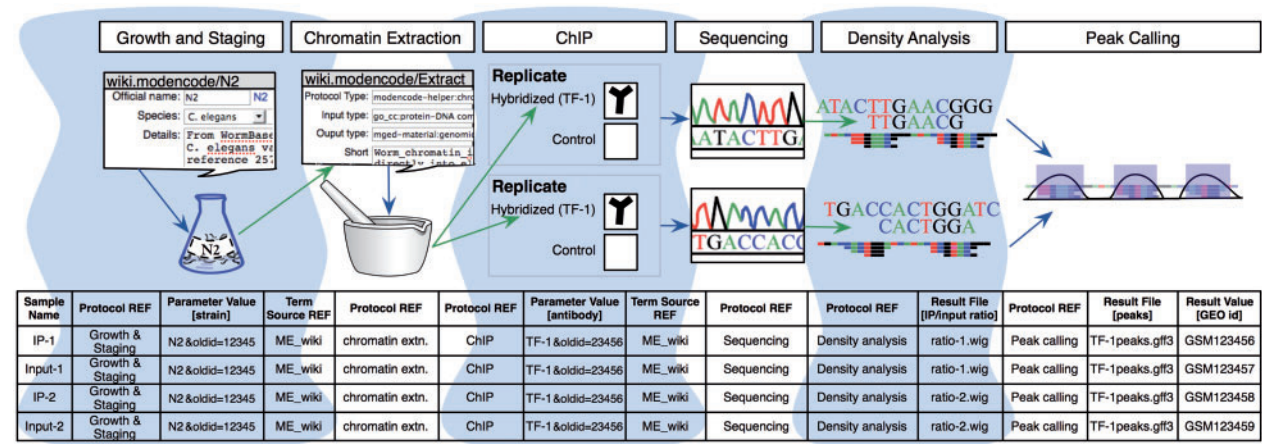 Growth and Staging
Chromatin Extraction
ChIP
Sequencing
Density Analysis
Peak Calling
wiki.modencode/N2
Official name: N2 N2
Species: C. elegans
Details: From WormBase
C. elegans va
reference 257
wiki.modencode/Extract
Protocol Type: modencode-helper:chro
Input type: go_cc:protein-DNA com
Ouput type: mged-material:genomic
Short Worm_chromatin_i
directly into e
N2
Replicate
Hybridized (TF-1)
Control
Replicate
Hybridized (TF-1)
Control
AATACTTGA
TGACCACC
ATACTTGAACGGG
TTGAACG
TGACCACTGGATC
CACTGGA
Sample Name Protocol REF Parameter Value [strain] Term Source REF Protocol REF Protocol REF Parameter Value [antibody] Term Source REF Protocol REF Protocol REF Result File [IP/input ratio] Protocol REF Result File [peaks] Result Value [GEO id]
IP-1 Growth & Staging N2 &oldid=12345 ME_wiki chromatin extn. ChIP TF-1 &oldid=23456 ME_wiki Sequencing Density analysis ratio-1.wig Peak calling TF-1peaks.gff3 GSM123456
Input-1 Growth & Staging N2 &oldid=12345 ME_wiki chromatin extn. ChIP TF-1 &oldid=23456 ME_wiki Sequencing Density analysis ratio-1.wig Peak calling TF-1peaks.gff3 GSM123457
IP-2 Growth & Staging N2 &oldid=12345 ME_wiki chromatin extn. ChIP TF-1 &oldid=23456 ME_wiki Sequencing Density analysis ratio-2.wig Peak calling TF-1peaks.gff3 GSM123458
Input-2 Growth & Staging N2 &oldid=12345 ME_wiki chromatin extn. ChIP TF-1 &oldid=23456 ME_wiki Sequencing Density analysis ratio-2.wig Peak calling TF-1peaks.gff3 GSM123459